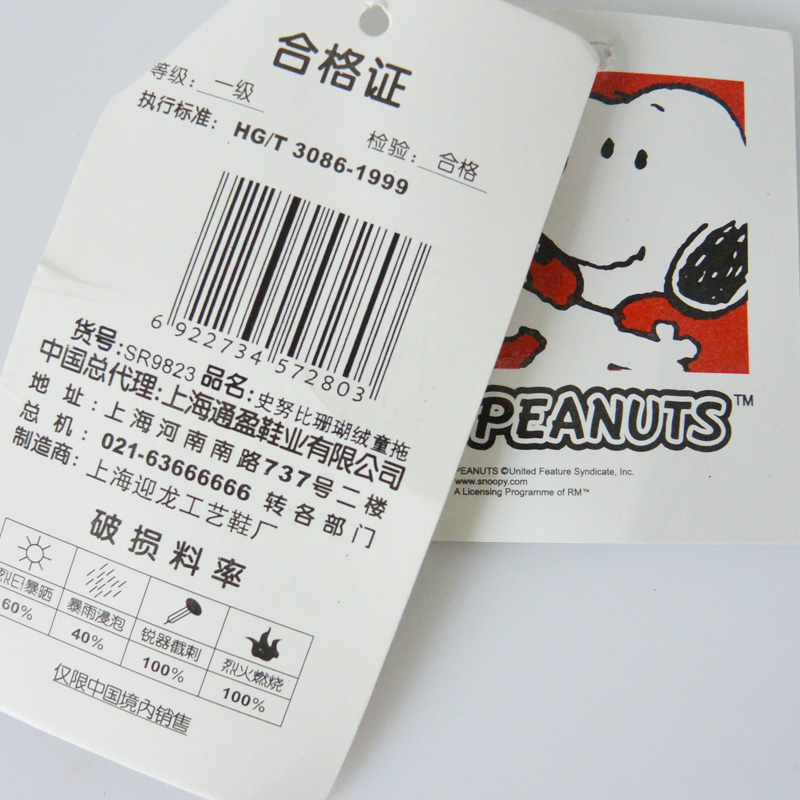 合格证
等级: 一级
执行标准: HG/T 3086-1999
检验: 合格
6 922734 572803
货号: SR9823 品名: 史努比珊瑚绒童拖
中国总代理: 上海通盈鞋业有限公司
地址: 上海河南南路737号二楼
总机: 021-63666666 转各部门
制造商: 上海迎龙工艺鞋厂
破损料率
烈日暴晒 暴雨浸泡 锐器截刺 烈火燃烧
60% 40% 100% 100%
仅限中国境内销售
PEANUTS™
PEANUTS ©United Feature Syndicate, Inc.
www.snoopy.com
A Licensing Programme of RM™